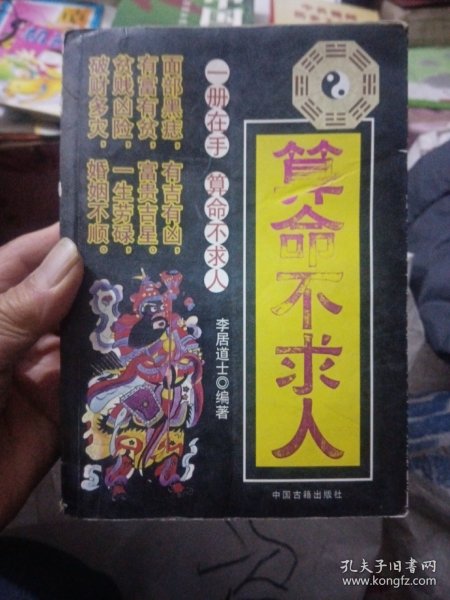 算命不求人
一册在手 算命不求人
李居道士◎编著
面部黑痣，有吉有凶，
有富有贫，富贵吉星。
贫贱凶险，一生劳碌，
破财多灾，婚姻不顺。
中国古籍出版社
孔夫子旧书网
www.kongfz.com